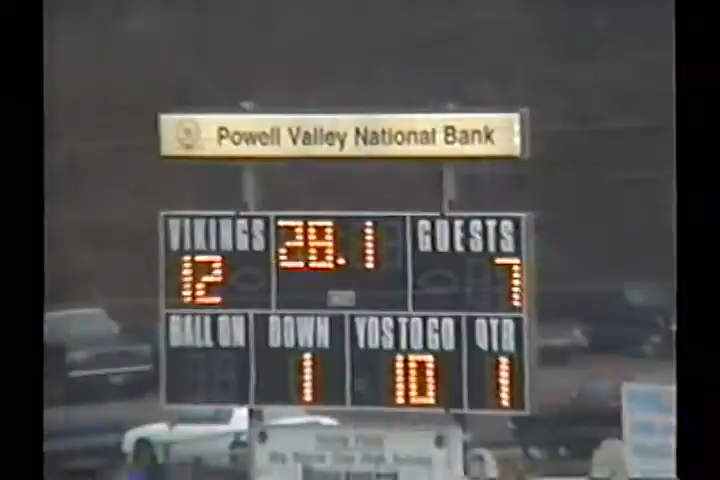 Powell Valley National Bank
VIKINGS 28.1 GUESTS
12 7
BALL ON DOWN YDS TO GO QTR
1 10 1